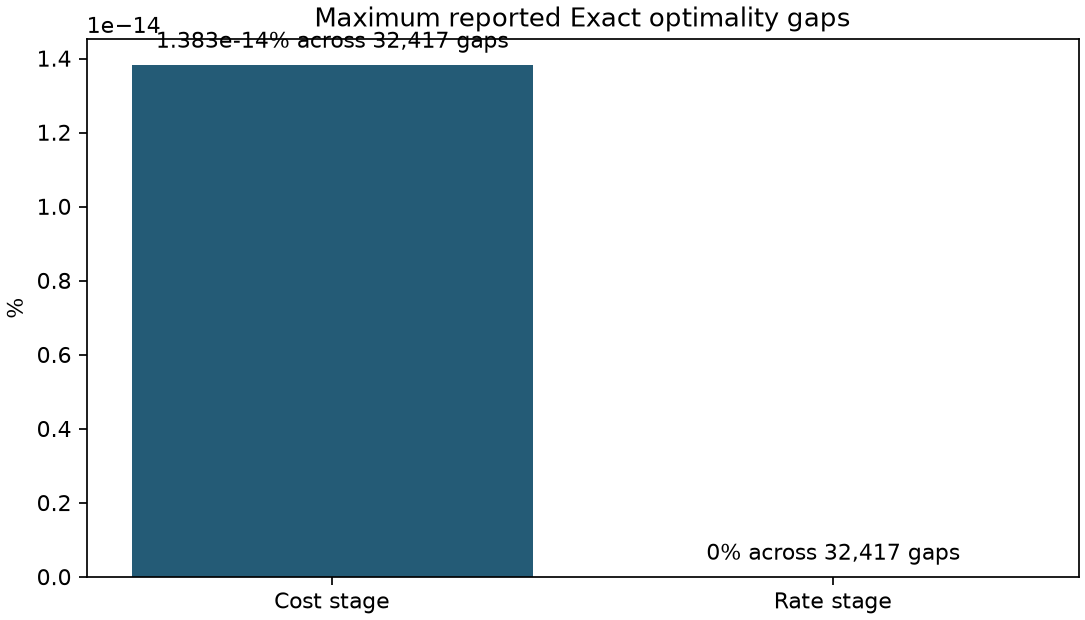 Maximum reported Exact optimality gaps
1e−14
1.383e-14% across 32,417 gaps
1.4
1.2
1.0
0.8
0.6
0.4
0.2
0.0
%
0% across 32,417 gaps
Cost stage
Rate stage